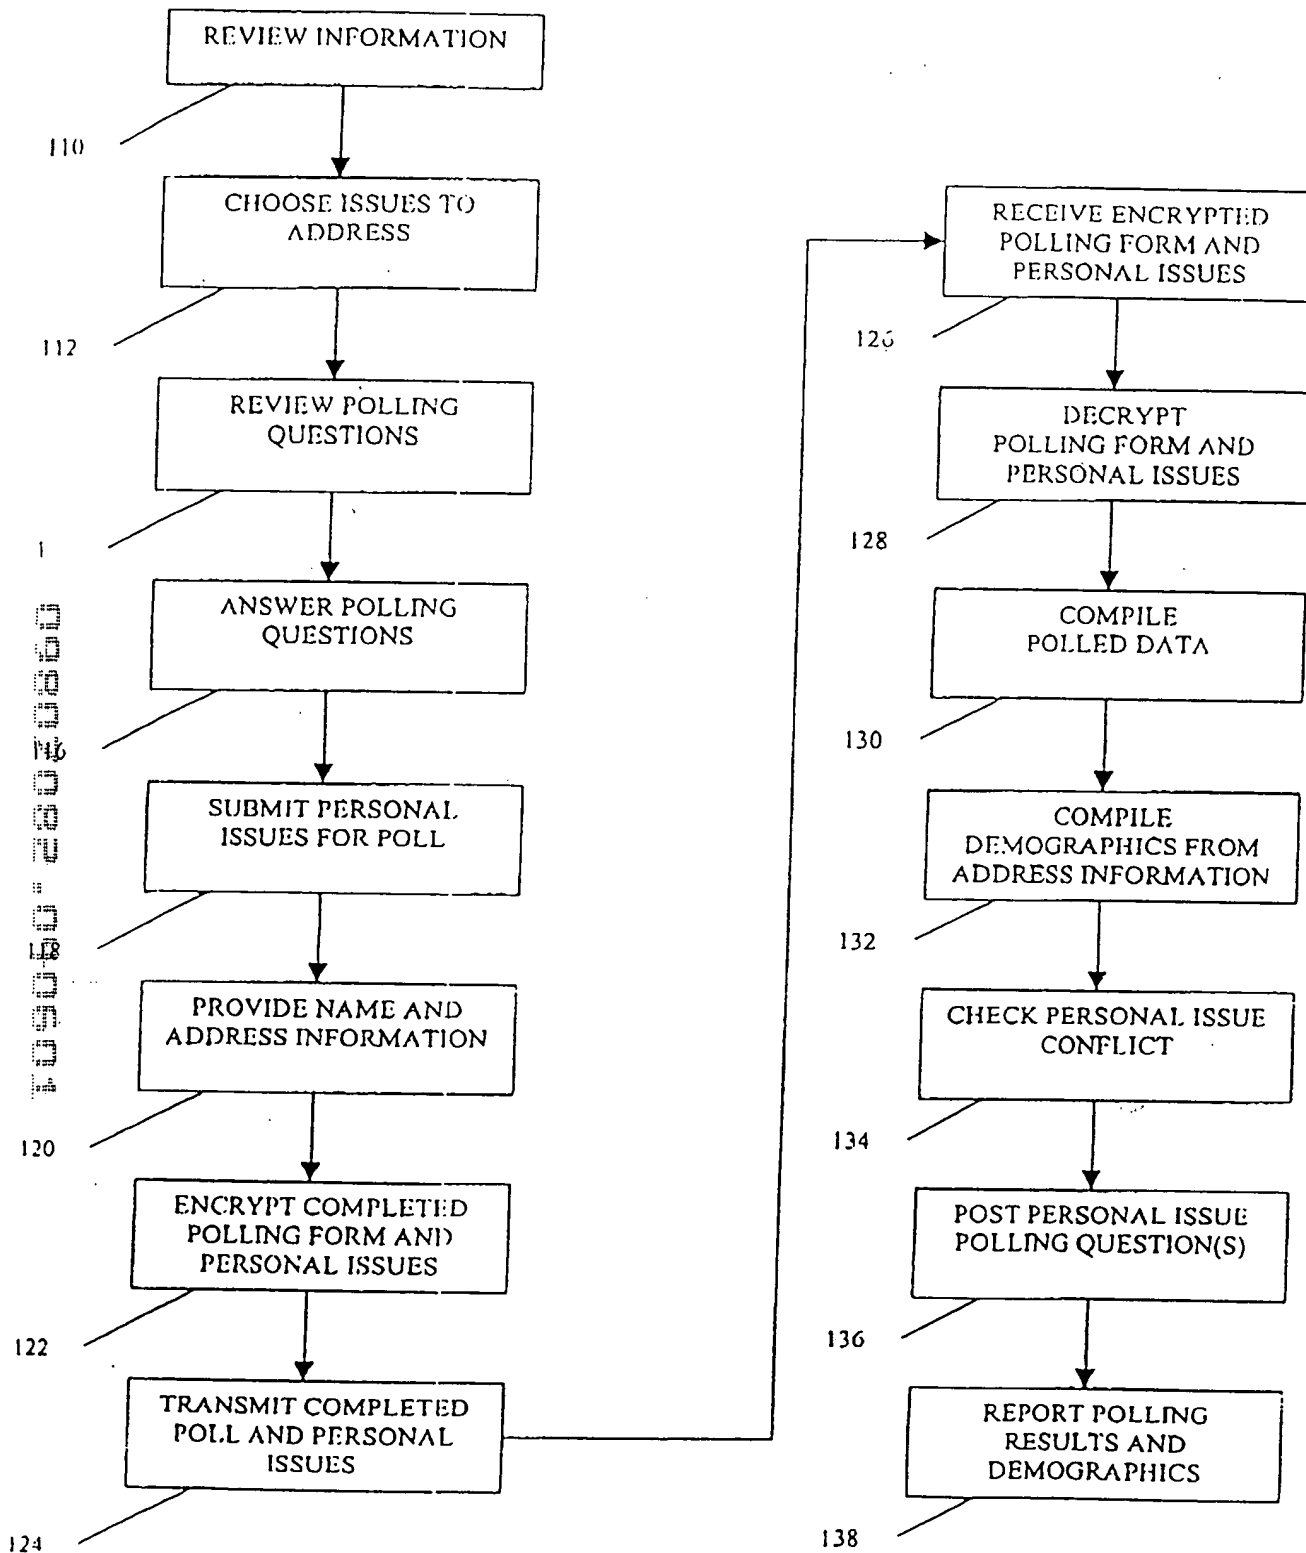 REVIEW INFORMATION
110
CHOOSE ISSUES TO
ADDRESS
112
REVIEW POLLING
QUESTIONS
1
ANSWER POLLING
QUESTIONS
116
SUBMIT PERSONAL
ISSUES FOR POLL
118
PROVIDE NAME AND
ADDRESS INFORMATION
120
ENCRYPT COMPLETED
POLLING FORM AND
PERSONAL ISSUES
122
TRANSMIT COMPLETED
POLL AND PERSONAL
ISSUES
124
RECEIVE ENCRYPTED
POLLING FORM AND
PERSONAL ISSUES
126
DECRYPT
POLLING FORM AND
PERSONAL ISSUES
128
COMPILE
POLLED DATA
130
COMPILE
DEMOGRAPHICS FROM
ADDRESS INFORMATION
132
CHECK PERSONAL ISSUE
CONFLICT
134
POST PERSONAL ISSUE
POLLING QUESTION(S)
136
REPORT POLLING
RESULTS AND
DEMOGRAPHICS
138